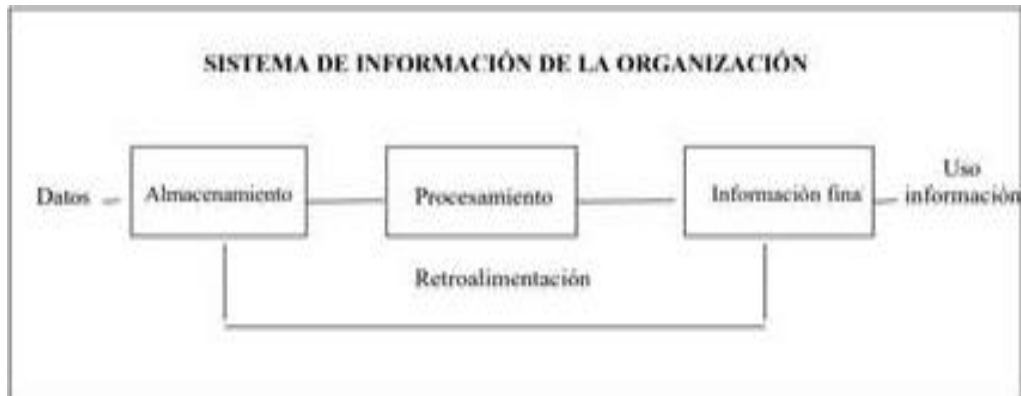 SISTEMA DE INFORMACIÓN DE LA ORGANIZACIÓN
Datos
Almacenamiento
Procesamiento
Información fina
Uso
información
Retroalimentación